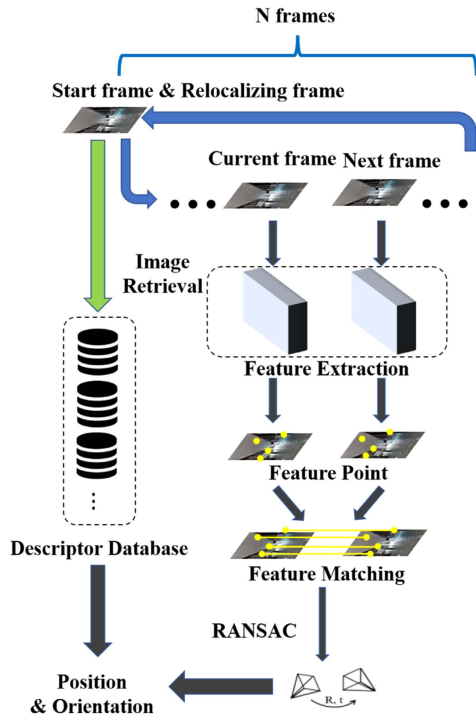 N frames
Start frame & Relocalizing frame
Current frame
Next frame
Image
Retrieval
Feature Extraction
Feature Point
Descriptor Database
Feature Matching
RANSAC
Position
& Orientation
R, t